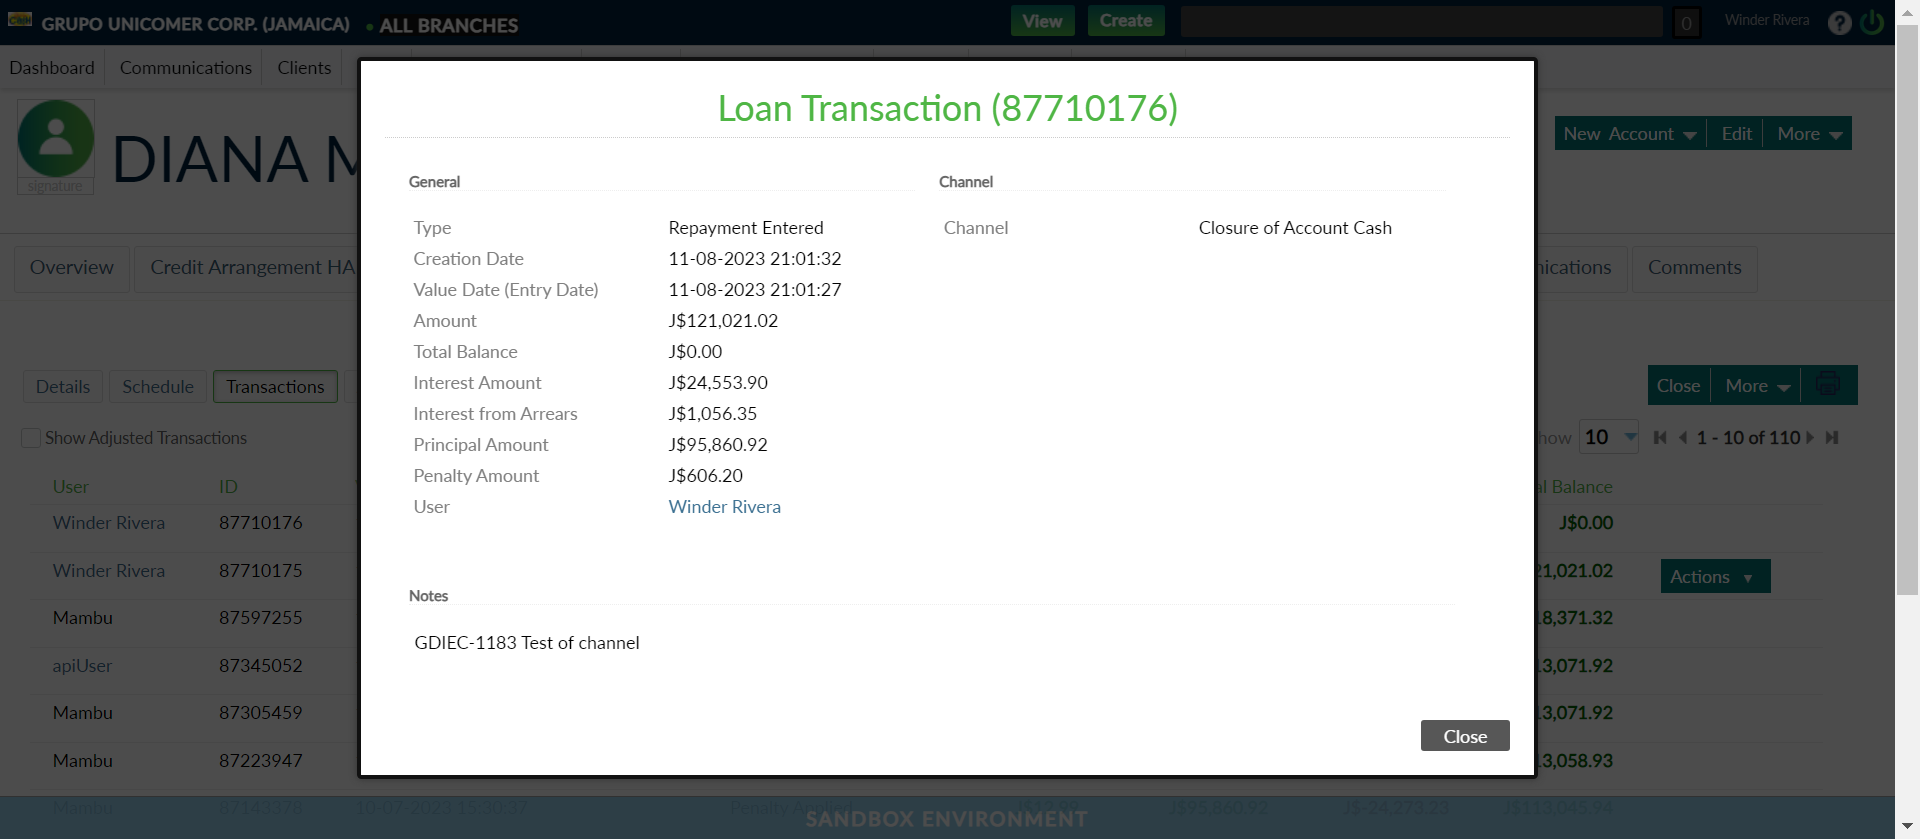 GRUPO UNICOMER CORP. (JAMAICA) • ALL BRANCHES View Create 0 Winder Rivera ?
Dashboard Communications Clients
DIANA
signature
New Account Edit More
Overview Credit Arrangement Comments
Details Schedule Transactions Close More
Show Adjusted Transactions 10 1 - 10 of 110
User ID Balance
Winder Rivera 87710176 J$0.00
Winder Rivera 87710175 21,021.02 Actions
Mambu 87597255 18,371.32
apiUser 87345052 13,071.92
Mambu 87305459 13,071.92
Mambu 87223947 13,058.93
Mambu 87143378 10-07-2023 15:30:37 Penalty Applied J$12.99 J$95,860.92 J$-24,273.23 J$113,045.94
SANDBOX ENVIRONMENT
Loan Transaction (87710176)
General
Type Repayment Entered
Creation Date 11-08-2023 21:01:32
Value Date (Entry Date) 11-08-2023 21:01:27
Amount J$121,021.02
Total Balance J$0.00
Interest Amount J$24,553.90
Interest from Arrears J$1,056.35
Principal Amount J$95,860.92
Penalty Amount J$606.20
User Winder Rivera
Channel
Channel Closure of Account Cash
Notes
GDIEC-1183 Test of channel
Close